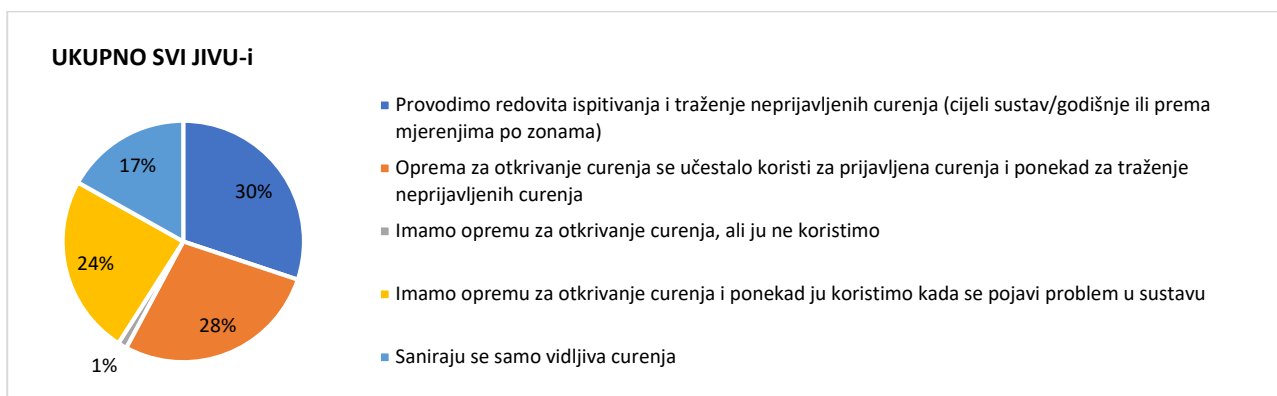 UKUPNO SVI JIVU-i
17%
30%
24%
28%
1%
Provodimo redovita ispitivanja i traženje neprijavljenih curenja (cijeli sustav/godišnje ili prema
mjerenjima po zonama)
Oprema za otkrivanje curenja se učestalo koristi za prijavljena curenja i ponekad za traženje
neprijavljenih curenja
Imamo opremu za otkrivanje curenja, ali ju ne koristimo
Imamo opremu za otkrivanje curenja i ponekad ju koristimo kada se pojavi problem u sustavu
Saniraju se samo vidljiva curenja